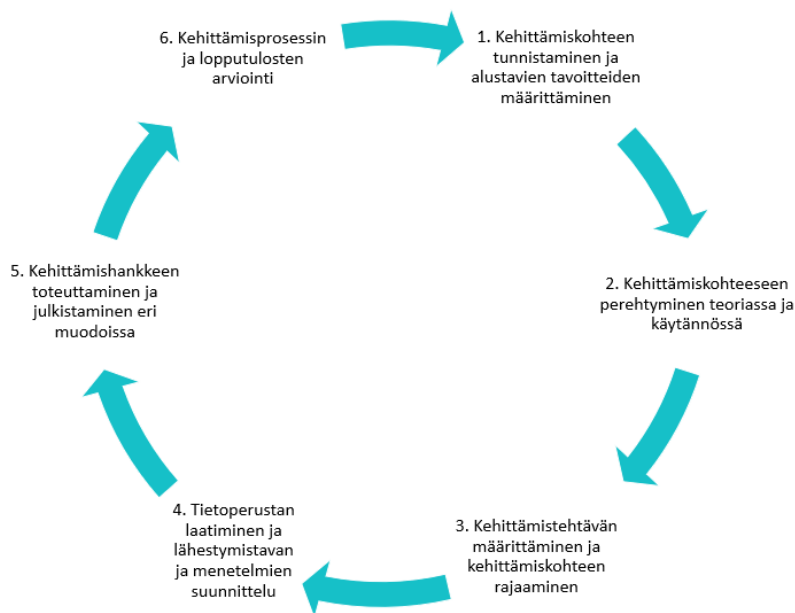 1. Kehittämiskohteen
tunnistaminen ja
alustavien tavoitteiden
määrittäminen
2. Kehittämiskohteeseen
perehtyminen teoriassa ja
käytännössä
3. Kehittämistehtävän
määrittäminen ja
kehittämiskohteen
rajaaminen
4. Tietoperustan
laatiminen ja
lähestymistavan
ja menetelmien
suunnittelu
5. Kehittämishankkeen
toteuttaminen ja
julkistaminen eri
muodoissa
6. Kehittämisprosessin
ja lopputulosten
arviointi